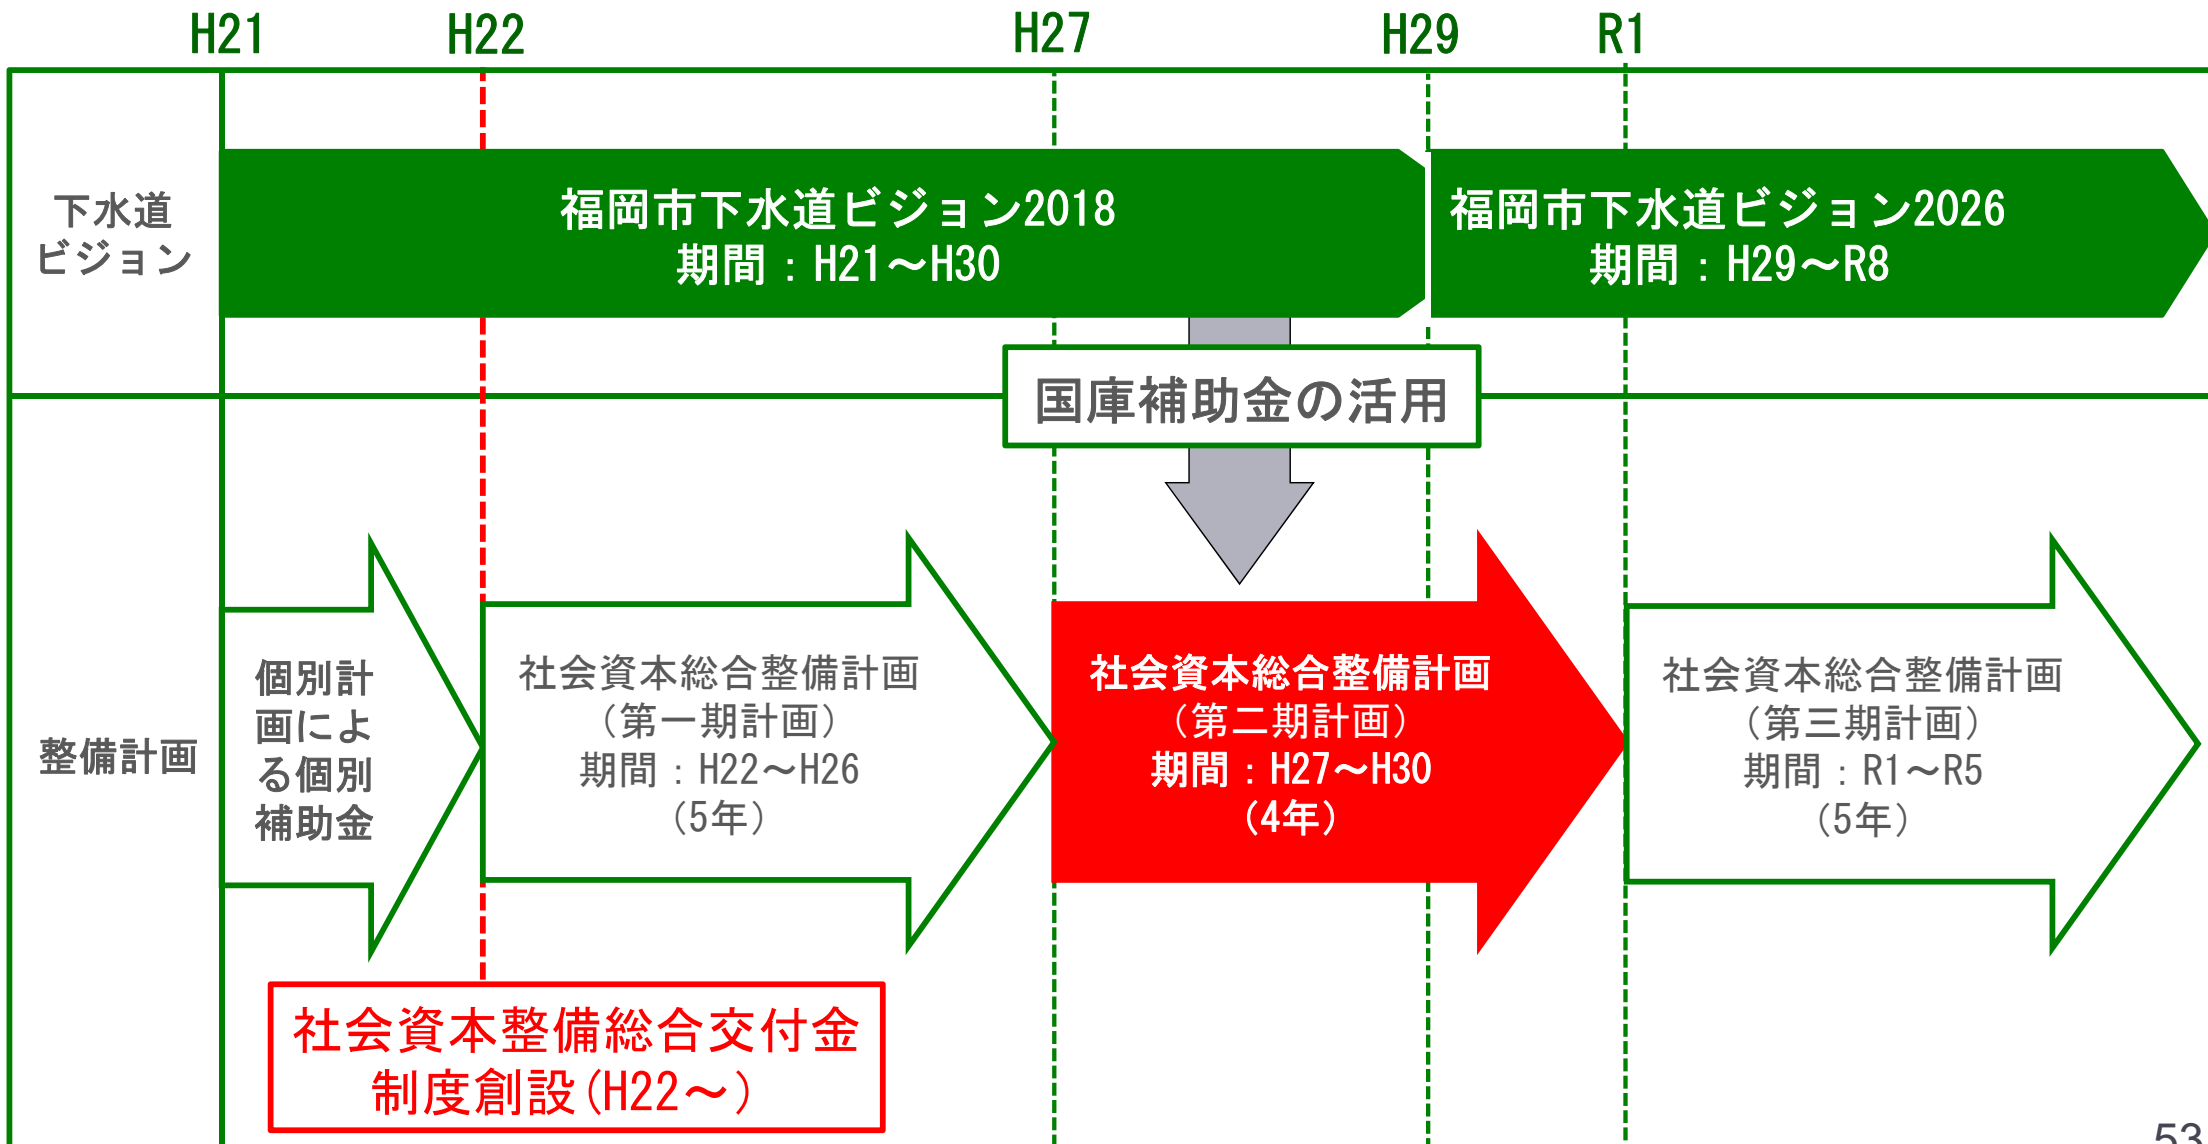 H21
H22
H27
H29
R1
下水道
ビジョン
福岡市下水道ビジョン2018
期間：H21～H30
福岡市下水道ビジョン2026
期間：H29～R8
国庫補助金の活用
整備計画
個別計
画によ
る個別
補助金
社会資本総合整備計画
（第一期計画）
期間：H22～H26
（5年）
社会資本総合整備計画
（第二期計画）
期間：H27～H30
（4年）
社会資本総合整備計画
（第三期計画）
期間：R1～R5
（5年）
社会資本整備総合交付金
制度創設（H22～）
53